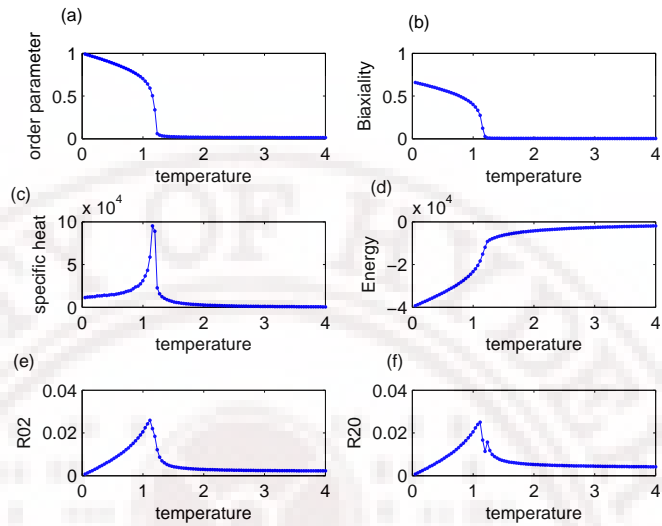 (a)
order parameter
1
0.5
0
0 1 2 3 4
temperature
(b)
Biaxiality
1
0.5
0
0 1 2 3 4
temperature
(c)
x 10^4
specific heat
10
5
0
0 1 2 3 4
temperature
(d)
x 10^4
Energy
0
−2
−4
0 1 2 3 4
temperature
(e)
R02
0.04
0.02
0
0 1 2 3 4
temperature
(f)
R20
0.04
0.02
0
0 1 2 3 4
temperature